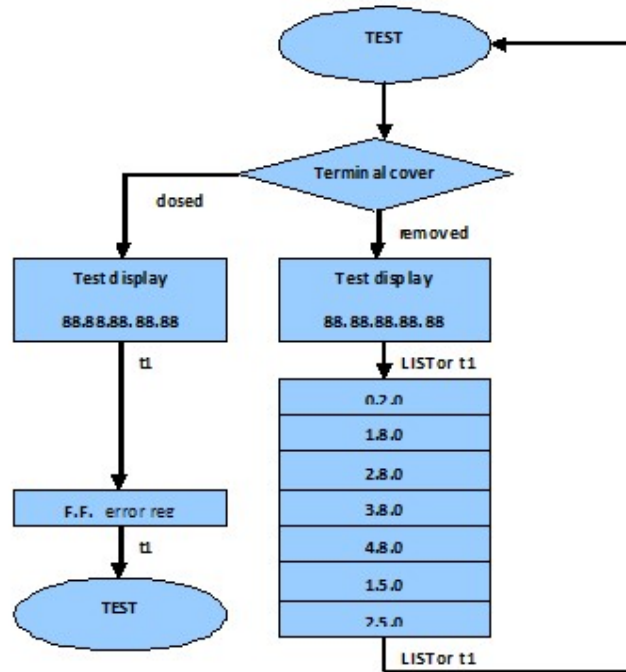 TEST
Terminal cover
dosed
removed
Test display
88.88.88.88.88
Test display
88.88.88.88.88
t1
LIST or t1
0.2.0
1.8.0
2.8.0
3.8.0
4.8.0
1.5.0
2.5.0
F.F. error reg
t1
TEST
LIST or t1